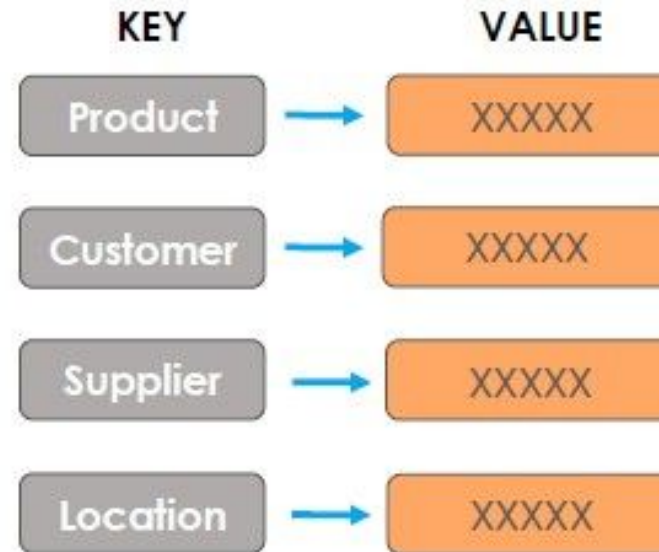 KEY VALUE
Product XXXXX
Customer XXXXX
Supplier XXXXX
Location XXXXX